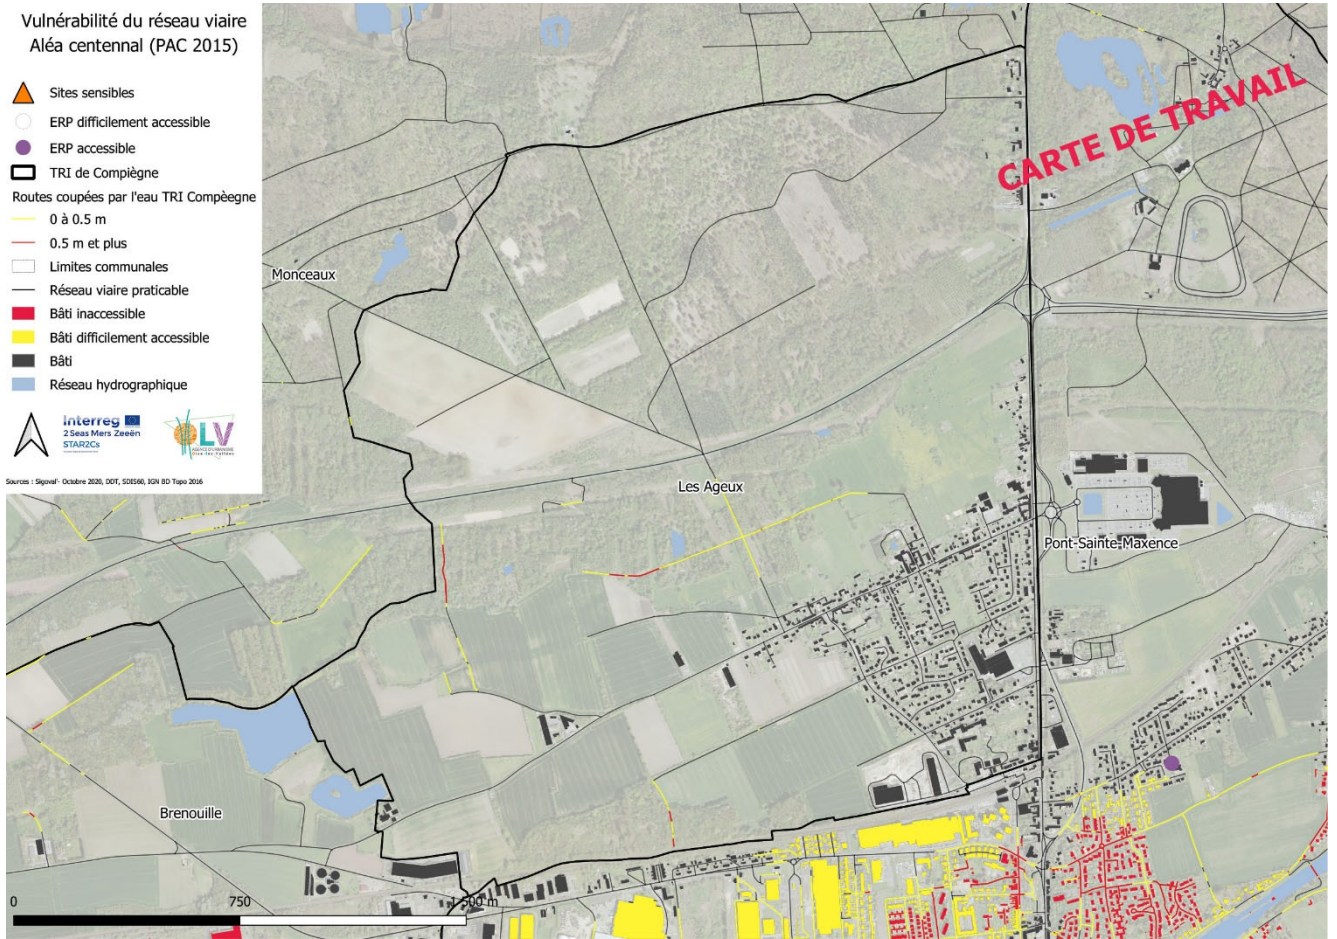 Vulnérabilité du réseau viaire
Aléa centennal (PAC 2015)
Sites sensibles
ERP difficilement accessible
ERP accessible
TRI de Compiègne
Routes coupées par l'eau TRI Compèegne
0 à 0.5 m
0.5 m et plus
Limites communales
Réseau viaire praticable
Bâti inaccessible
Bâti difficilement accessible
Bâti
Réseau hydrographique
Interreg
2 Seas Mers Zeeën
STAR2Cs
OLV
Sources : Sigoval'- Octobre 2020, DDT, SDIS60, IGN BD Topo 2016
CARTE DE TRAVAIL
Monceaux
Les Ageux
Pont-Sainte-Maxence
Brenouille
0
750
1 500 m